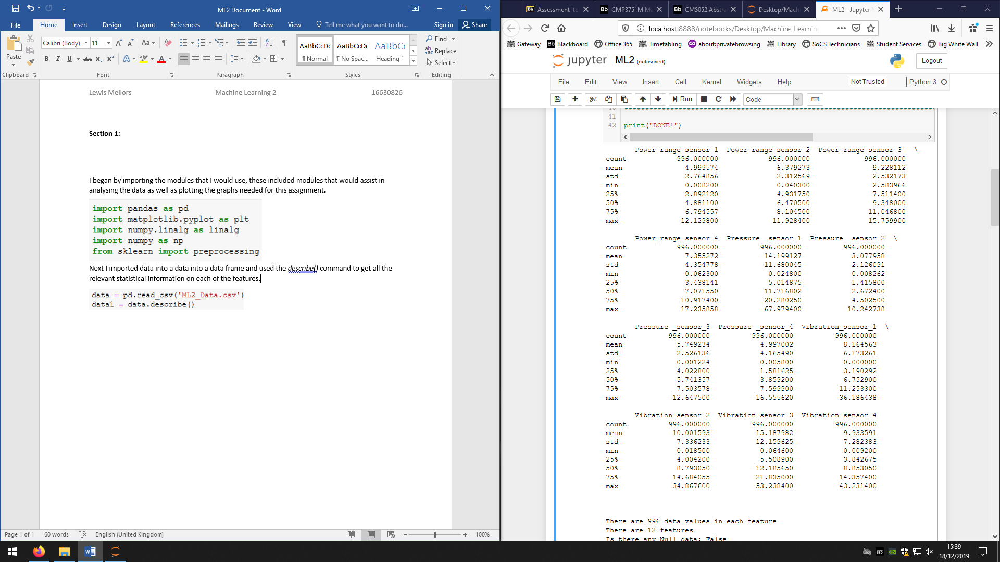 ML2 Document - Word
File Home Insert Design Layout References Mailings Review View Tell me what you want to do... Sign in Share
Paste
Calibri (Body) 11
AaBbCcDc AaBbCcDc AaBbCc
¶ Normal ¶ No Spac... Heading 1
Find
Replace
Select
Clipboard Font Paragraph Styles Editing
Lewis Mellors Machine Learning 2 16630826
Section 1:
I began by importing the modules that I would use, these included modules that would assist in
analysing the data as well as plotting the graphs needed for this assignment.
import pandas as pd
import matplotlib.pyplot as plt
import numpy.linalg as linalg
import numpy as np
from sklearn import preprocessing
Next I imported data into a data into a data frame and used the describe() command to get all the
relevant statistical information on each of the features.
data = pd.read_csv('ML2_Data.csv')
data1 = data.describe()
Page 1 of 1 60 words English (United Kingdom) 100%
Assessment Ite CMP3751M Ma CMS052 Abstra Desktop/Mach ML2 - Jupyter
localhost:8888/notebooks/Desktop/Machine_Learnin
Gateway Blackboard Office 365 Timetabling about:privatebrowsing Library SoCS Technicians Student Services Big White Wall
jupyter ML2 (autosaved) Logout
File Edit View Insert Cell Kernel Widgets Help Not Trusted Python 3
Run Code
41
42 print("DONE!")
Power_range_sensor_1 Power_range_sensor_2 Power_range_sensor_3 \
count 996.000000 996.000000 996.000000
mean 4.999574 6.379273 9.228112
std 2.764856 2.312569 2.532173
min 0.008200 0.040300 2.583966
25% 2.892120 4.931750 7.511400
50% 4.881100 6.470500 9.348000
75% 6.794557 8.104500 11.046800
max 12.129800 11.928400 15.759900
Power_range_sensor_4 Pressure _sensor_1 Pressure _sensor_2 \
count 996.000000 996.000000 996.000000
mean 7.355272 14.199127 3.077958
std 4.354778 11.680045 2.126091
min 0.062300 0.024800 0.008262
25% 3.438141 5.014875 1.415800
50% 7.071550 11.716802 2.672400
75% 10.917400 20.280250 4.502500
max 17.235858 67.979400 10.242738
Pressure _sensor_3 Pressure _sensor_4 Vibration_sensor_1 \
count 996.000000 996.000000 996.000000
mean 5.749234 4.997002 8.164563
std 2.526136 4.165490 6.173261
min 0.001224 0.005800 0.000000
25% 4.022800 1.581625 3.190292
50% 5.741357 3.859200 6.752900
75% 7.503578 7.599900 11.253300
max 12.647500 16.555620 36.186438
Vibration_sensor_2 Vibration_sensor_3 Vibration_sensor_4
count 996.000000 996.000000 996.000000
mean 10.001593 15.187982 9.933591
std 7.336233 12.159625 7.282383
min 0.018500 0.064600 0.009200
25% 4.004200 5.508900 3.842675
50% 8.793050 12.185650 8.853050
75% 14.684055 21.835000 14.357400
max 34.867600 53.238400 43.231400
There are 996 data values in each feature
There are 12 features
Is there any Null data: False
15:39
18/12/2019